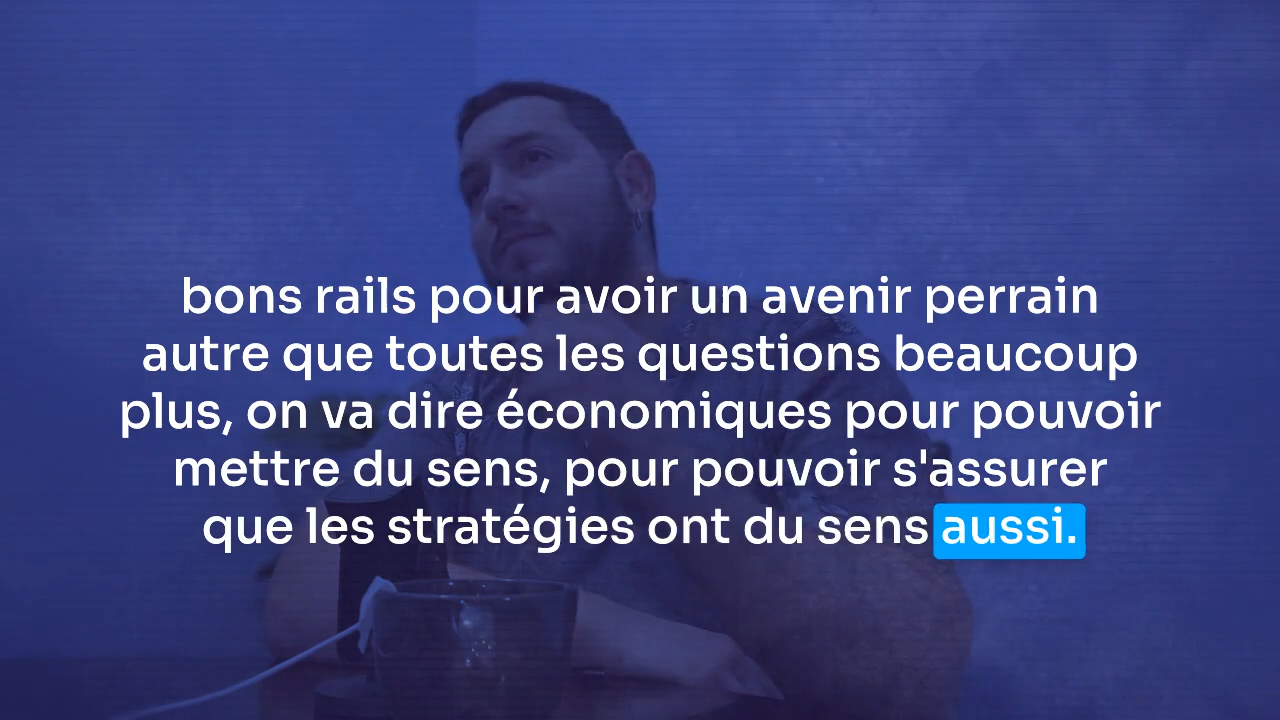 bons rails pour avoir un avenir perrain
autre que toutes les questions beaucoup
plus, on va dire économiques pour pouvoir
mettre du sens, pour pouvoir s'assurer
que les stratégies ont du sens aussi.